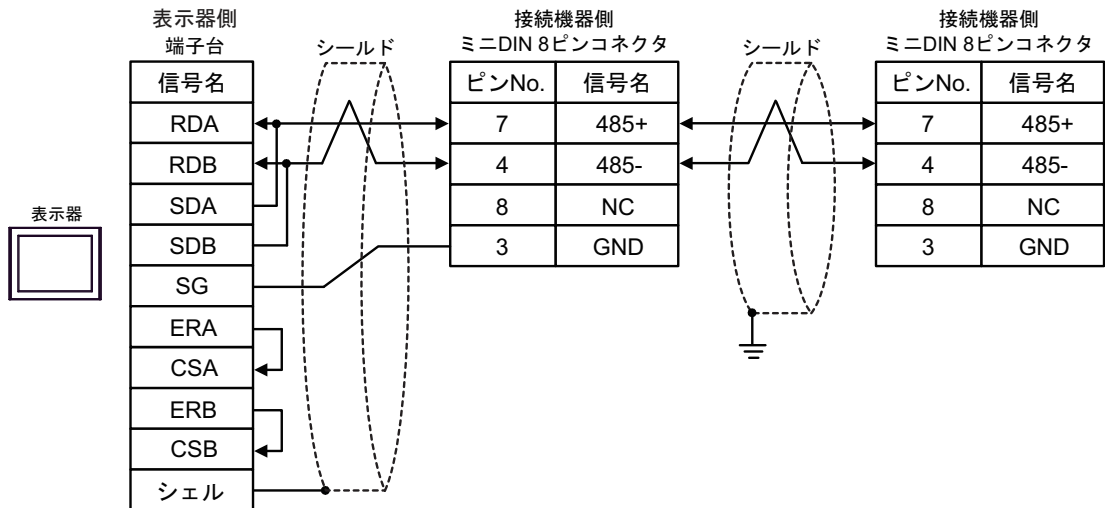 表示器側
端子台
シールド
接続機器側
ミニDIN 8ピンコネクタ
シールド
接続機器側
ミニDIN 8ピンコネクタ
信号名
ピンNo. 信号名
ピンNo. 信号名
RDA
7 485+
7 485+
RDB
4 485-
4 485-
SDA
8 NC
8 NC
表示器
SDB
3 GND
3 GND
SG
ERA
CSA
ERB
CSB
シェル